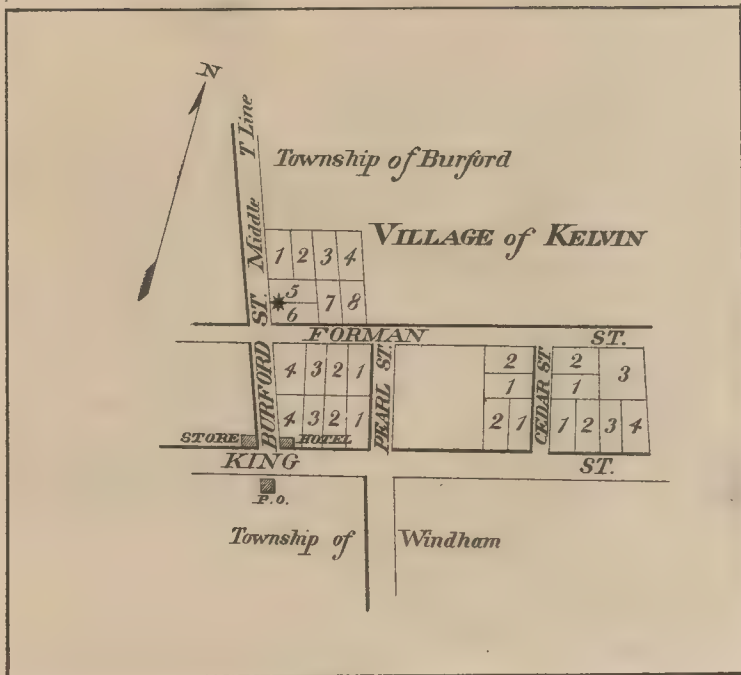 N
Middle T Line
Township of Burford
VILLAGE of KELVIN
1 2 3 4
5
6 7 8
FORMAN ST.
BURFORD ST
4 3 2 1
4 3 2 1
PEARL ST.
2
1
2 1
CEDAR ST.
2
1
3
1 2 3 4
STORE
HOTEL
KING ST.
P.O.
Township of Windham